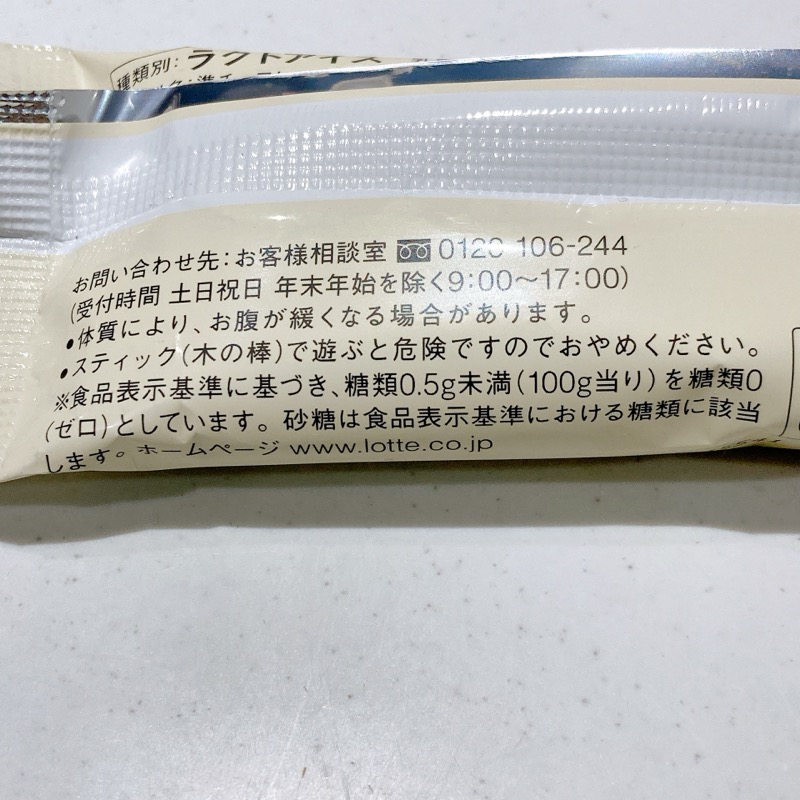 種類別：ラクトアイス
お問い合わせ先：お客様相談室 0120-106-244
(受付時間 土日祝日 年末年始を除く9:00〜17:00)
•体質により、お腹が緩くなる場合があります。
•スティック(木の棒)で遊ぶと危険ですのでおやめください。
※食品表示基準に基づき、糖類0.5g未満(100g当り)を糖類0
(ゼロ)としています。砂糖は食品表示基準における糖類に該当
します。ホームページ www.lotte.co.jp